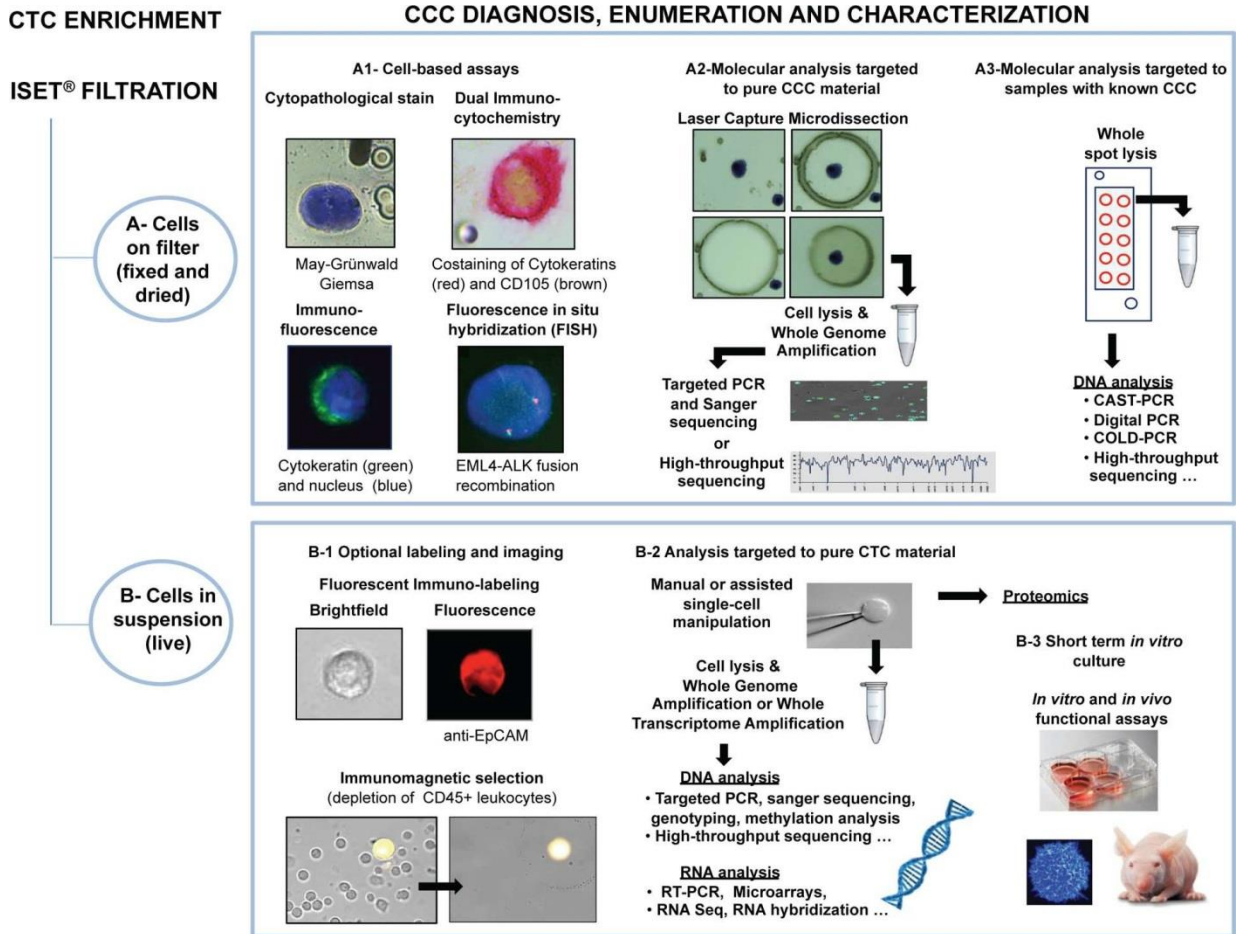 CTC ENRICHMENT
CCC DIAGNOSIS, ENUMERATION AND CHARACTERIZATION
ISET® FILTRATION
A- Cells
on filter
(fixed and
dried)
A1- Cell-based assays
Cytopathological stain
Dual Immuno-
cytochemistry
May-Grünwald
Giemsa
Costaining of Cytokeratins
(red) and CD105 (brown)
Immuno-
fluorescence
Fluorescence in situ
hybridization (FISH)
Cytokeratin (green)
and nucleus (blue)
EML4-ALK fusion
recombination
A2-Molecular analysis targeted
to pure CCC material
Laser Capture Microdissection
Cell lysis &
Whole Genome
Amplification
Targeted PCR
and Sanger
sequencing
or
High-throughput
sequencing
A3-Molecular analysis targeted to
samples with known CCC
Whole
spot lysis
DNA analysis
• CAST-PCR
• Digital PCR
• COLD-PCR
• High-throughput
sequencing ...
B- Cells in
suspension
(live)
B-1 Optional labeling and imaging
Fluorescent Immuno-labeling
Brightfield
Fluorescence
anti-EpCAM
Immunomagnetic selection
(depletion of CD45+ leukocytes)
B-2 Analysis targeted to pure CTC material
Manual or assisted
single-cell
manipulation
Proteomics
Cell lysis &
Whole Genome
Amplification or Whole
Transcriptome Amplification
DNA analysis
• Targeted PCR, sanger sequencing,
genotyping, methylation analysis
• High-throughput sequencing ...
RNA analysis
• RT-PCR, Microarrays,
• RNA Seq, RNA hybridization ...
B-3 Short term in vitro
culture
In vitro and in vivo
functional assays